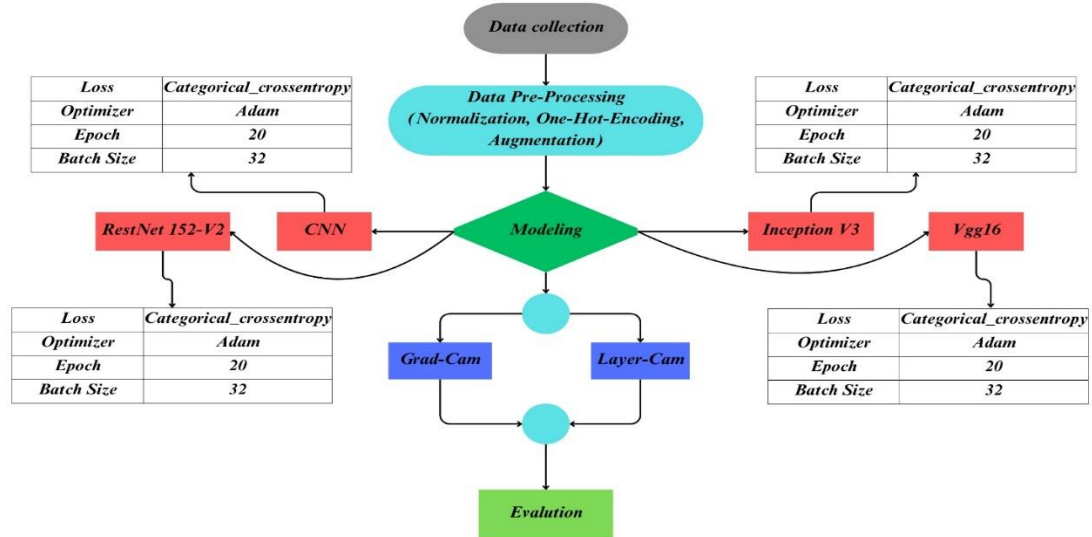 Data collection
Data Pre-Processing
(Normalization, One-Hot-Encoding,
Augmentation)
Loss Categorical_crossentropy
Optimizer Adam
Epoch 20
Batch Size 32
Loss Categorical_crossentropy
Optimizer Adam
Epoch 20
Batch Size 32
RestNet 152-V2
CNN
Modeling
Inception V3
Vgg16
Loss Categorical_crossentropy
Optimizer Adam
Epoch 20
Batch Size 32
Loss Categorical_crossentropy
Optimizer Adam
Epoch 20
Batch Size 32
Grad-Cam
Layer-Cam
Evalution